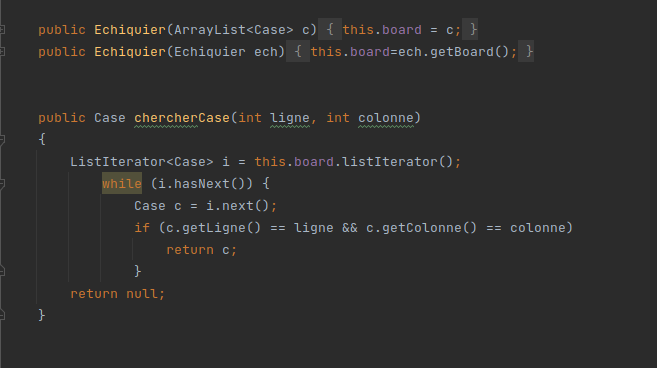 public Echiquier(ArrayList<Case> c) { this.board = c; }
public Echiquier(Echiquier ech) { this.board=ech.getBoard(); }
public Case chercherCase(int ligne, int colonne)
{
ListIterator<Case> i = this.board.listIterator();
while (i.hasNext()) {
Case c = i.next();
if (c.getLigne() == ligne && c.getColonne() == colonne)
return c;
}
return null;
}